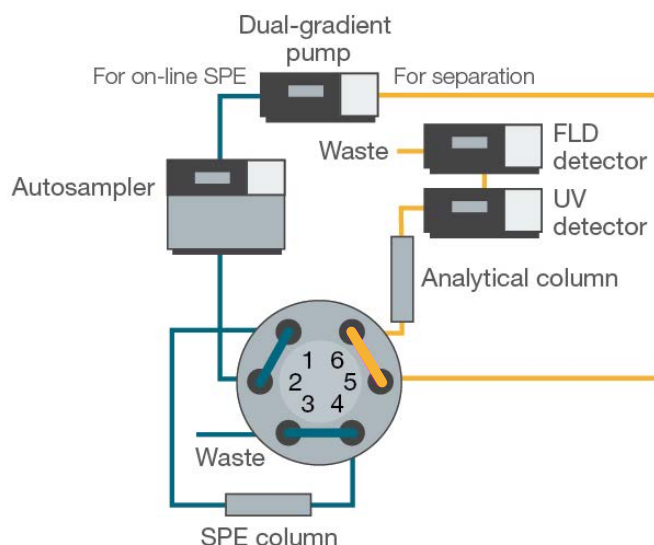 Dual-gradient
pump
For on-line SPE
For separation
Waste
FLD
detector
Autosampler
UV
detector
Analytical column
1 6
2 5
3 4
Waste
SPE column